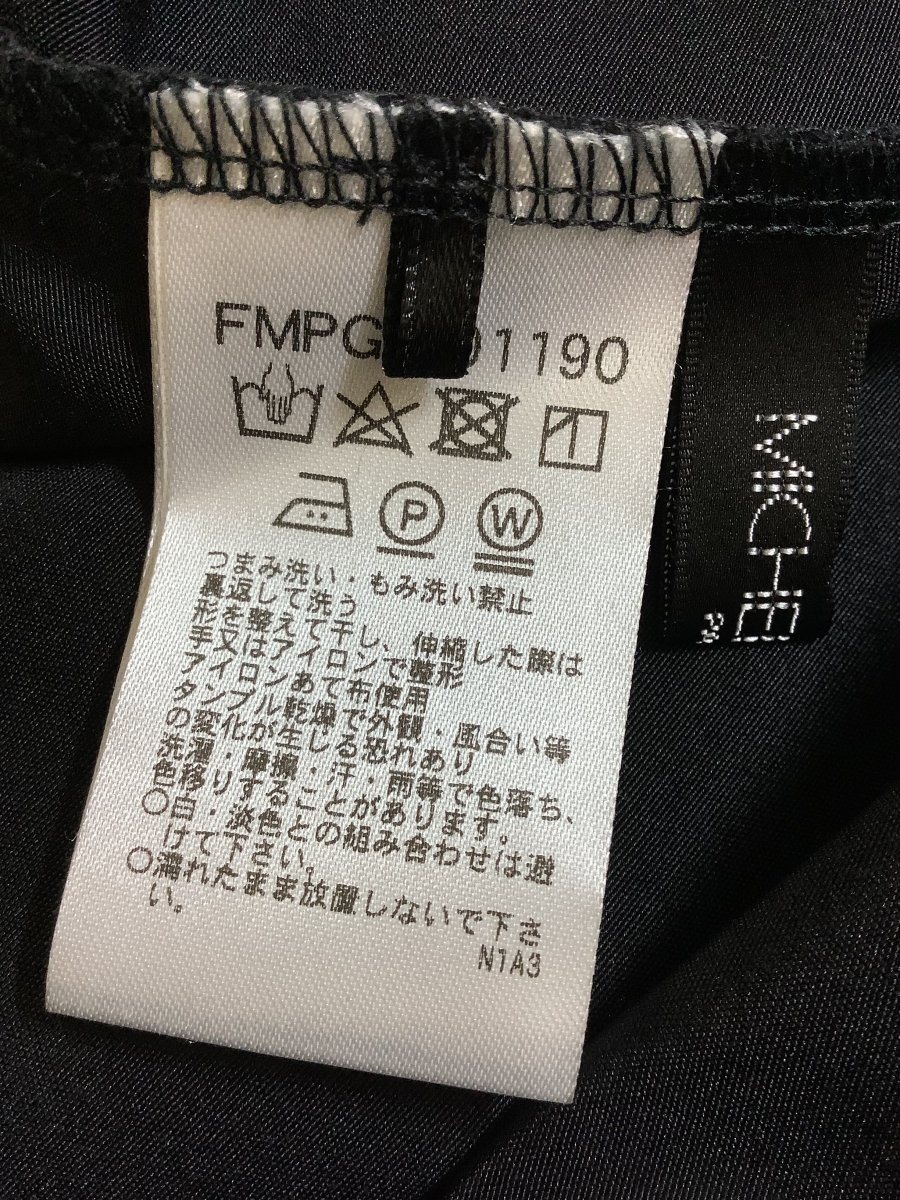 FMPG
1190
P
W
つまみ洗い・もみ洗い禁止
裏返して洗う
形を整えて干し、伸縮した際は
手又はアイロンで整形
アイロンあて布使用
タンブル乾燥で外観・風合い等
の変化が生じる恐れあり
洗濯・摩擦・汗・雨等で色落ち、
色移りすることがあります。
○白・淡色との組み合わせは避
けて下さい。
○濡れたまま放置しないで下さ
い。
N1A3
MICHE